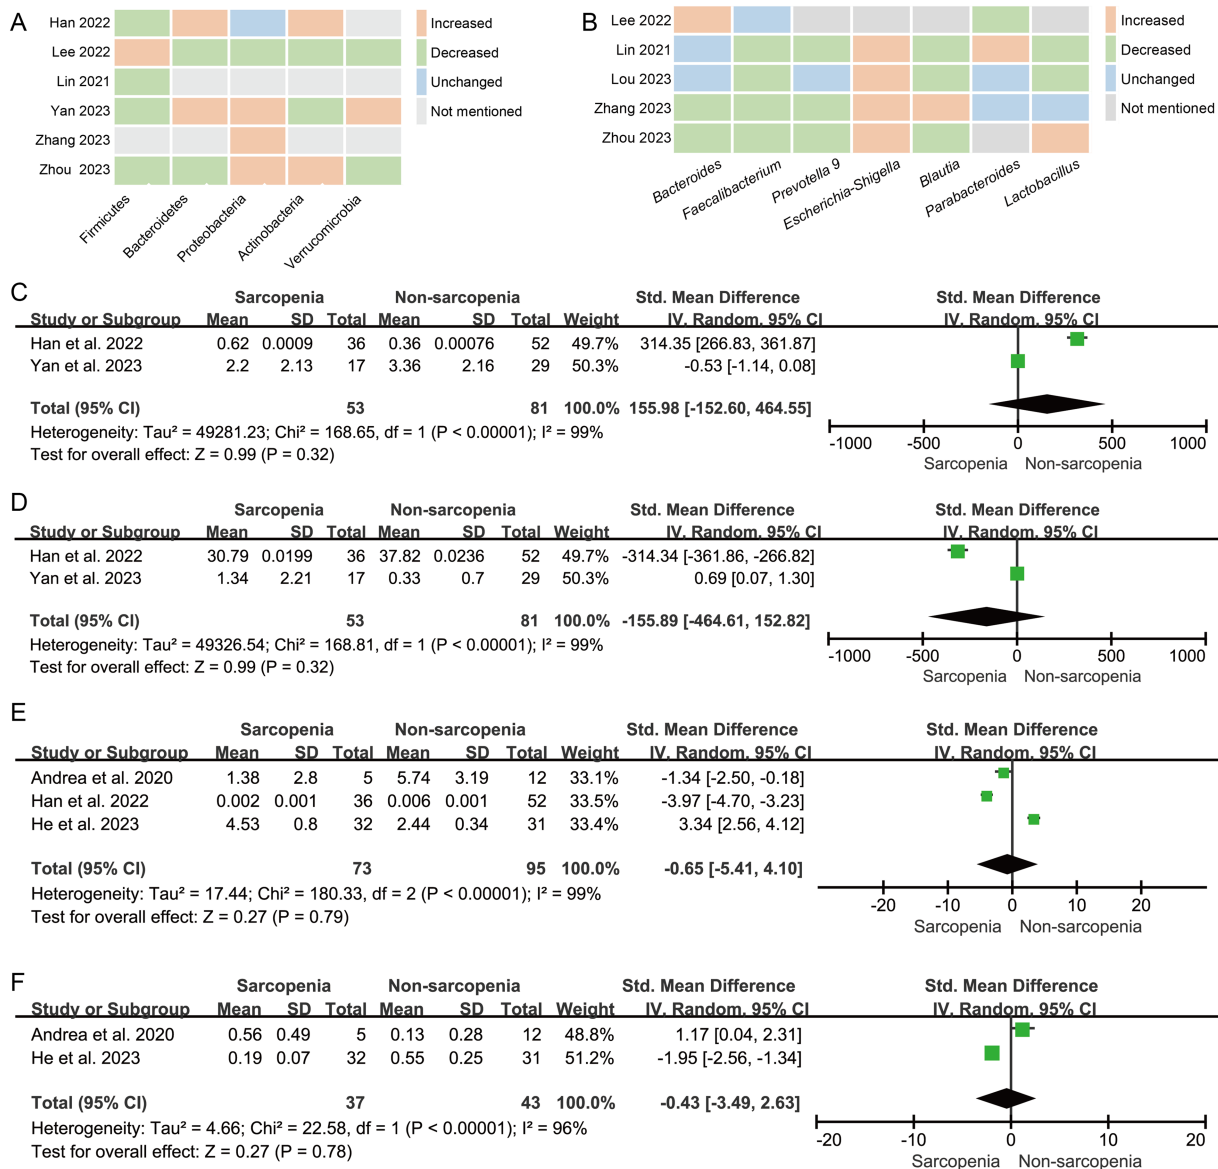 A
Han 2022
Lee 2022
Lin 2021
Yan 2023
Zhang 2023
Zhou 2023
Increased
Decreased
Unchanged
Not mentioned
Firmicutes
Bacteroidetes
Proteobacteria
Actinobacteria
Verrucomicrobia
B
Lee 2022
Lin 2021
Lou 2023
Zhang 2023
Zhou 2023
Increased
Decreased
Unchanged
Not mentioned
Bacteroides
Faecalibacterium
Prevotella 9
Escherichia-Shigella
Blautia
Parabacteroides
Lactobacillus
C
Sarcopenia Non-sarcopenia Std. Mean Difference Std. Mean Difference
Study or Subgroup Mean SD Total Mean SD Total Weight IV. Random. 95% CI IV. Random. 95% CI
Han et al. 2022 0.62 0.0009 36 0.36 0.00076 52 49.7% 314.35 [266.83, 361.87]
Yan et al. 2023 2.2 2.13 17 3.36 2.16 29 50.3% -0.53 [-1.14, 0.08]
Total (95% CI) 53 81 100.0% 155.98 [-152.60, 464.55]
Heterogeneity: Tau² = 49281.23; Chi² = 168.65, df = 1 (P < 0.00001); I² = 99%
Test for overall effect: Z = 0.99 (P = 0.32)
-1000 -500 0 500 1000
Sarcopenia Non-sarcopenia
D
Sarcopenia Non-sarcopenia Std. Mean Difference Std. Mean Difference
Study or Subgroup Mean SD Total Mean SD Total Weight IV. Random. 95% CI IV. Random. 95% CI
Han et al. 2022 30.79 0.0199 36 37.82 0.0236 52 49.7% -314.34 [-361.86, -266.82]
Yan et al. 2023 1.34 2.21 17 0.33 0.7 29 50.3% 0.69 [0.07, 1.30]
Total (95% CI) 53 81 100.0% -155.89 [-464.61, 152.82]
Heterogeneity: Tau² = 49326.54; Chi² = 168.81, df = 1 (P < 0.00001); I² = 99%
Test for overall effect: Z = 0.99 (P = 0.32)
-1000 -500 0 500 1000
Sarcopenia Non-sarcopenia
E
Sarcopenia Non-sarcopenia Std. Mean Difference Std. Mean Difference
Study or Subgroup Mean SD Total Mean SD Total Weight IV. Random. 95% CI IV. Random. 95% CI
Andrea et al. 2020 1.38 2.8 5 5.74 3.19 12 33.1% -1.34 [-2.50, -0.18]
Han et al. 2022 0.002 0.001 36 0.006 0.001 52 33.5% -3.97 [-4.70, -3.23]
He et al. 2023 4.53 0.8 32 2.44 0.34 31 33.4% 3.34 [2.56, 4.12]
Total (95% CI) 73 95 100.0% -0.65 [-5.41, 4.10]
Heterogeneity: Tau² = 17.44; Chi² = 180.33, df = 2 (P < 0.00001); I² = 99%
Test for overall effect: Z = 0.27 (P = 0.79)
-20 -10 0 10 20
Sarcopenia Non-sarcopenia
F
Sarcopenia Non-sarcopenia Std. Mean Difference Std. Mean Difference
Study or Subgroup Mean SD Total Mean SD Total Weight IV. Random. 95% CI IV. Random. 95% CI
Andrea et al. 2020 0.56 0.49 5 0.13 0.28 12 48.8% 1.17 [0.04, 2.31]
He et al. 2023 0.19 0.07 32 0.55 0.25 31 51.2% -1.95 [-2.56, -1.34]
Total (95% CI) 37 43 100.0% -0.43 [-3.49, 2.63]
Heterogeneity: Tau² = 4.66; Chi² = 22.58, df = 1 (P < 0.00001); I² = 96%
Test for overall effect: Z = 0.27 (P = 0.78)
-20 -10 0 10 20
Sarcopenia Non-sarcopenia